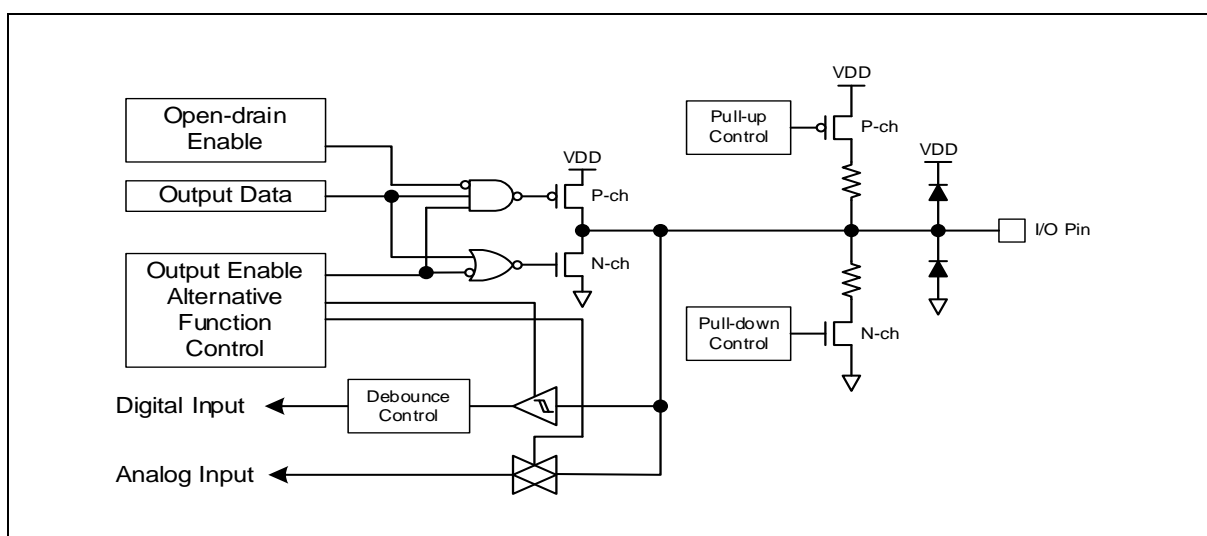 Open-drain
Enable
Output Data
Output Enable
Alternative
Function
Control
Digital Input
Analog Input
Debounce
Control
VDD
P-ch
N-ch
Pull-up
Control
VDD
P-ch
VDD
I/O Pin
Pull-down
Control
N-ch